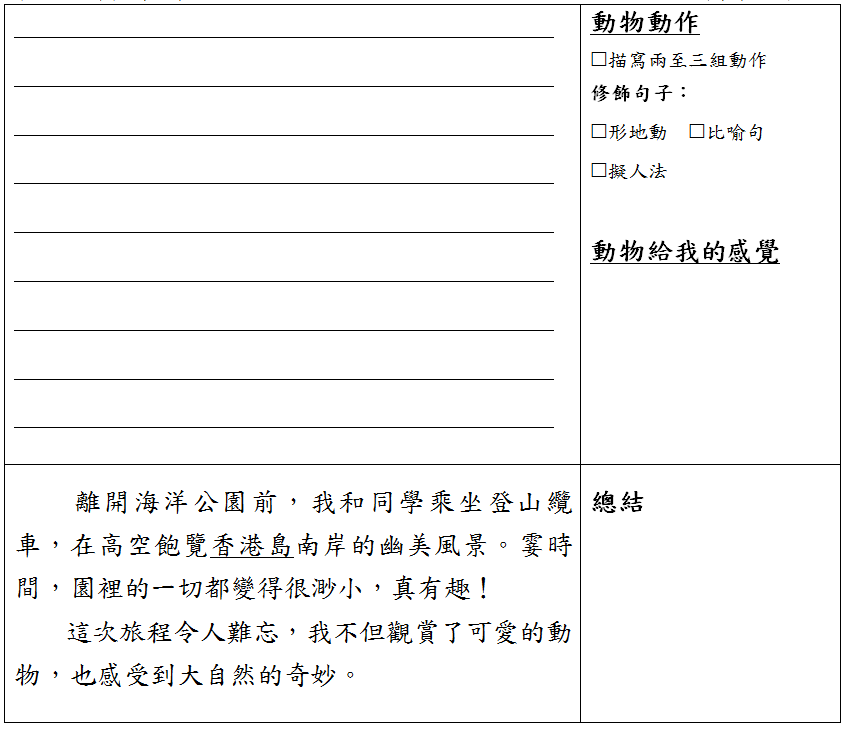 動物動作
□描寫兩至三組動作
修飾句子：
□形地動　□比喻句
□擬人法
動物給我的感覺
離開海洋公園前，我和同學乘坐登山纜
車，在高空飽覽香港島南岸的幽美風景。霎時
間，園裡的一切都變得很渺小，真有趣！
這次旅程令人難忘，我不但觀賞了可愛的動
物，也感受到大自然的奇妙。
總結